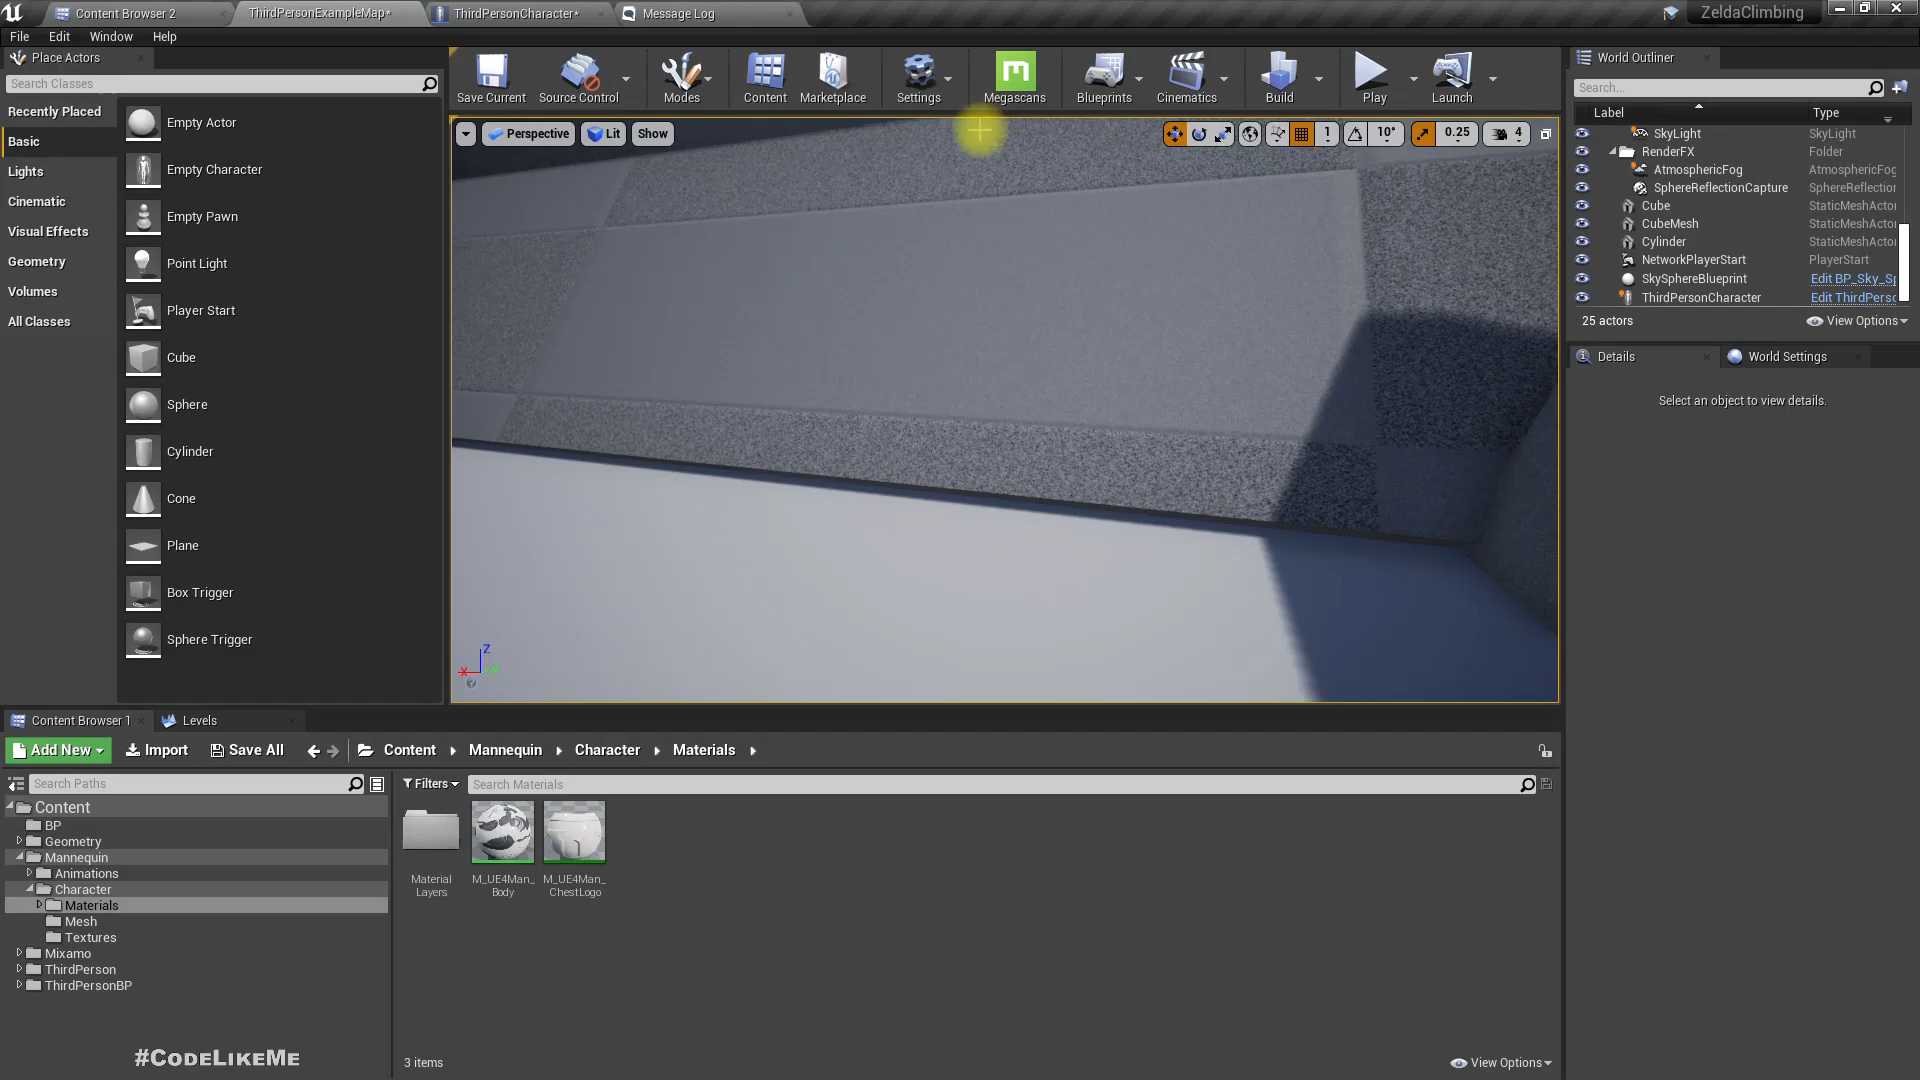 Content Browser 2
ThirdPersonExampleMap*
ThirdPersonCharacter*
Message Log
ZeldaClimbing
File Edit Window Help
Place Actors
Search Classes
Recently Placed
Basic
Lights
Cinematic
Visual Effects
Geometry
Volumes
All Classes
Empty Actor
Empty Character
Empty Pawn
Point Light
Player Start
Cube
Sphere
Cylinder
Cone
Plane
Box Trigger
Sphere Trigger
Save Current
Source Control
Modes
Content
Marketplace
Settings
Megascans
Blueprints
Cinematics
Build
Play
Launch
Perspective Lit Show
1 10° 0.25 4
Z
X
World Outliner
Search...
Label Type
SkyLight SkyLight
RenderFX Folder
AtmosphericFog AtmosphericFog
SphereReflectionCapture SphereReflection
Cube StaticMeshActor
CubeMesh StaticMeshActor
Cylinder StaticMeshActor
NetworkPlayerStart PlayerStart
SkySphereBlueprint Edit BP_Sky_Sp
ThirdPersonCharacter Edit ThirdPerso
25 actors
View Options
Details
World Settings
Select an object to view details.
Content Browser 1
Levels
Add New Import Save All Content Mannequin Character Materials
Search Paths
Filters
Search Materials
Content
BP
Geometry
Mannequin
Animations
Character
Materials
Mesh
Textures
Mixamo
ThirdPerson
ThirdPersonBP
Material
Layers
M_UE4Man_
Body
M_UE4Man_
ChestLogo
3 items
View Options
#CodeLikeMe